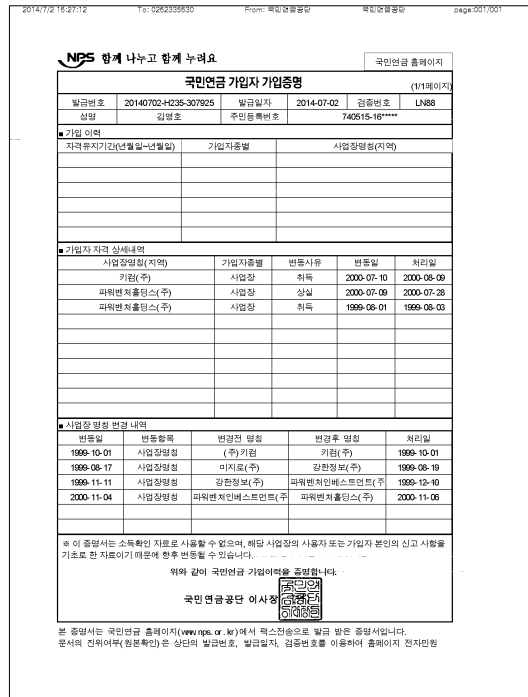 2014/7/2 16:27:12 To: 0262335630 From: 국민연금공단 국민연금공단 page:001/001
NPS 함께 나누고 함께 누려요
국민연금 홈페이지
국민연금 가입자 가입증명 (1/1페이지)
발급번호 20140702-H235-307925 발급일자 2014-07-02 검증번호 LN88
성명 김영호 주민등록번호 740515-16*****
■ 가입 이력
자격유지기간(년월일~년월일) 가입자종별 사업장명칭(지역)
■ 가입자 자격 상세내역
사업장명칭(지역) 가입자종별 변동사유 변동일 처리일
키컴(주) 사업장 취득 2000-07-10 2000-08-09
파워벤처홀딩스(주) 사업장 상실 2000-07-09 2000-07-28
파워벤처홀딩스(주) 사업장 취득 1999-08-01 1999-08-03
■ 사업장 명칭 변경 내역
변동일 변동항목 변경전 명칭 변경후 명칭 처리일
1999-10-01 사업장명칭 (주)키컴 키컴(주) 1999-10-01
1999-08-17 사업장명칭 미지로(주) 강한정보(주) 1999-08-19
1999-11-11 사업장명칭 강한정보(주) 파워벤처인베스트먼트(주 1999-12-10
2000-11-04 사업장명칭 파워벤처인베스트먼트(주 파워벤처홀딩스(주) 2000-11-06
※ 이 증명서는 소득확인 자료로 사용할 수 없으며, 해당 사업장의 사용자 또는 가입자 본인의 신고 사항을
기초로 한 자료이기 때문에 향후 변동될 수 있습니다.
위와 같이 국민연금 가입이력을 증명합니다.
국민연금공단 이사장
본 증명서는 국민연금 홈페이지(www.nps.or.kr)에서 팩스전송으로 발급 받은 증명서입니다.
문서의 진위여부(원본확인)은 상단의 발급번호, 발급일자, 검증번호를 이용하여 홈페이지 전자민원